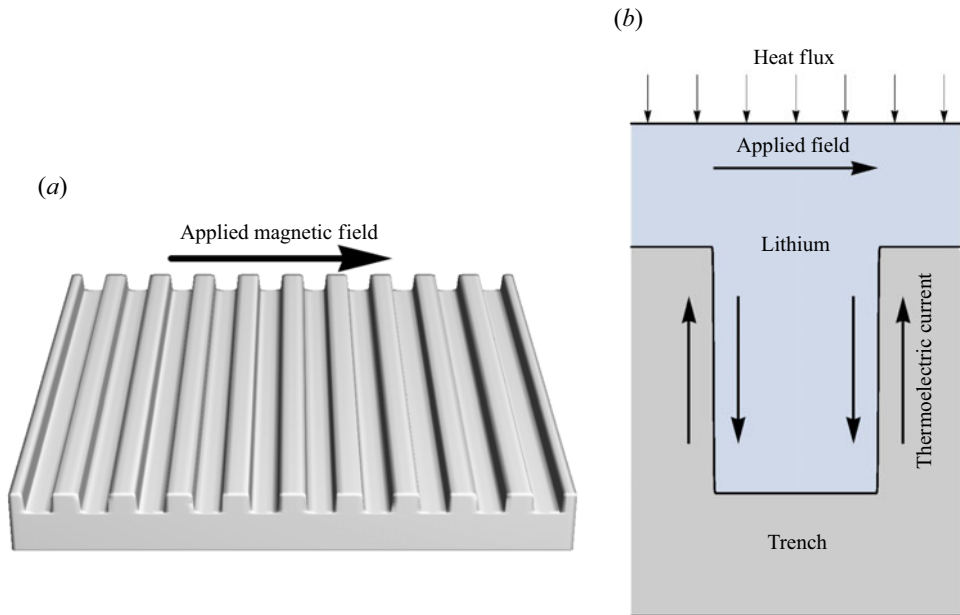 (a)
Applied magnetic field
(b)
Heat flux
Applied field
Lithium
Thermoelectric current
Trench